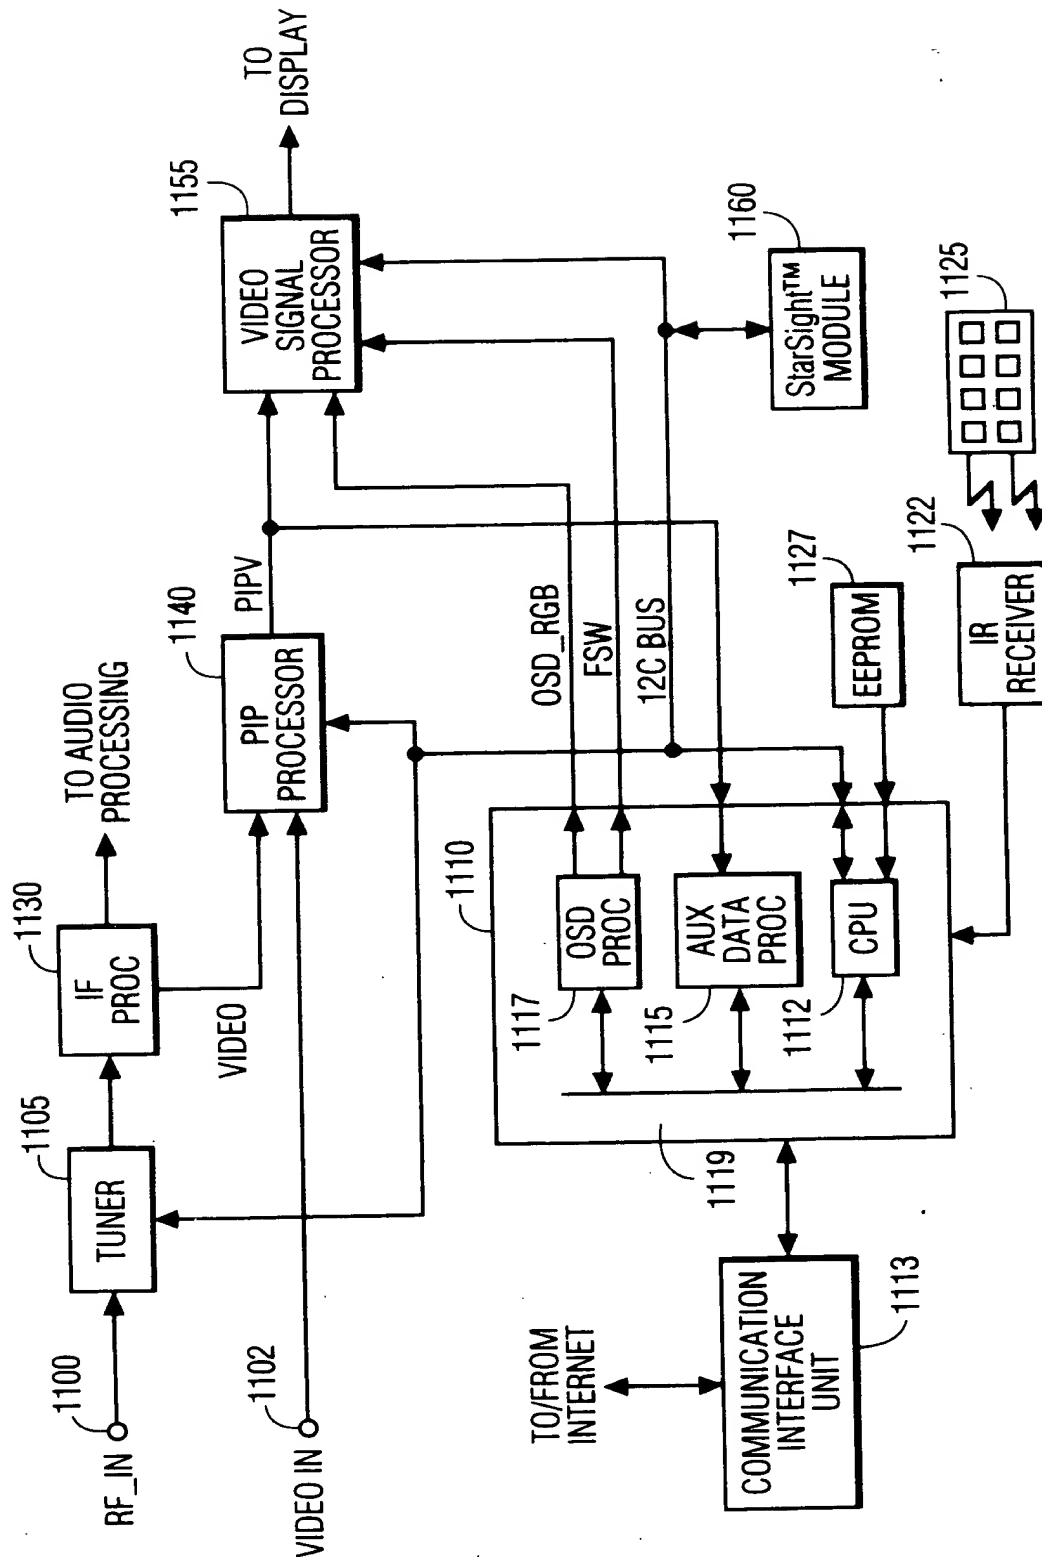 RF_IN
1100
TUNER
1105
IF
PROC
1130
TO AUDIO
PROCESSING
VIDEO
VIDEO IN
1102
PIP
PROCESSOR
1140
PIPV
VIDEO
SIGNAL
PROCESSOR
1155
TO
DISPLAY
OSD_RGB
FSW
12C BUS
StarSight™
MODULE
1160
1110
OSD
PROC
1117
AUX
DATA
PROC
1115
CPU
1112
1119
EEPROM
1127
IR
RECEIVER
1122
1125
TO/FROM
INTERNET
COMMUNICATION
INTERFACE
UNIT
1113